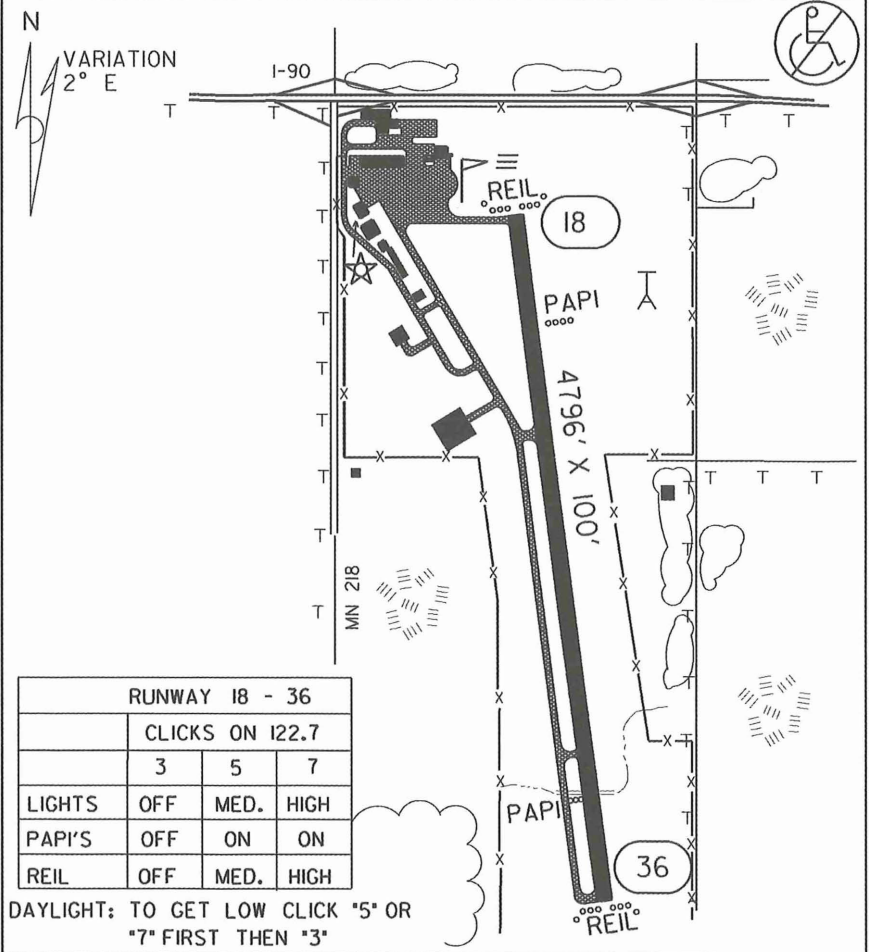 N
VARIATION
2° E
I-90
REIL
18
PAPI
4796' X 100'
MN 218
RUNWAY 18 - 36
CLICKS ON 122.7
3 5 7
LIGHTS OFF MED. HIGH
PAPI'S OFF ON ON
REIL OFF MED. HIGH
PAPI
36
REIL
DAYLIGHT: TO GET LOW CLICK "5" OR
"7" FIRST THEN "3"